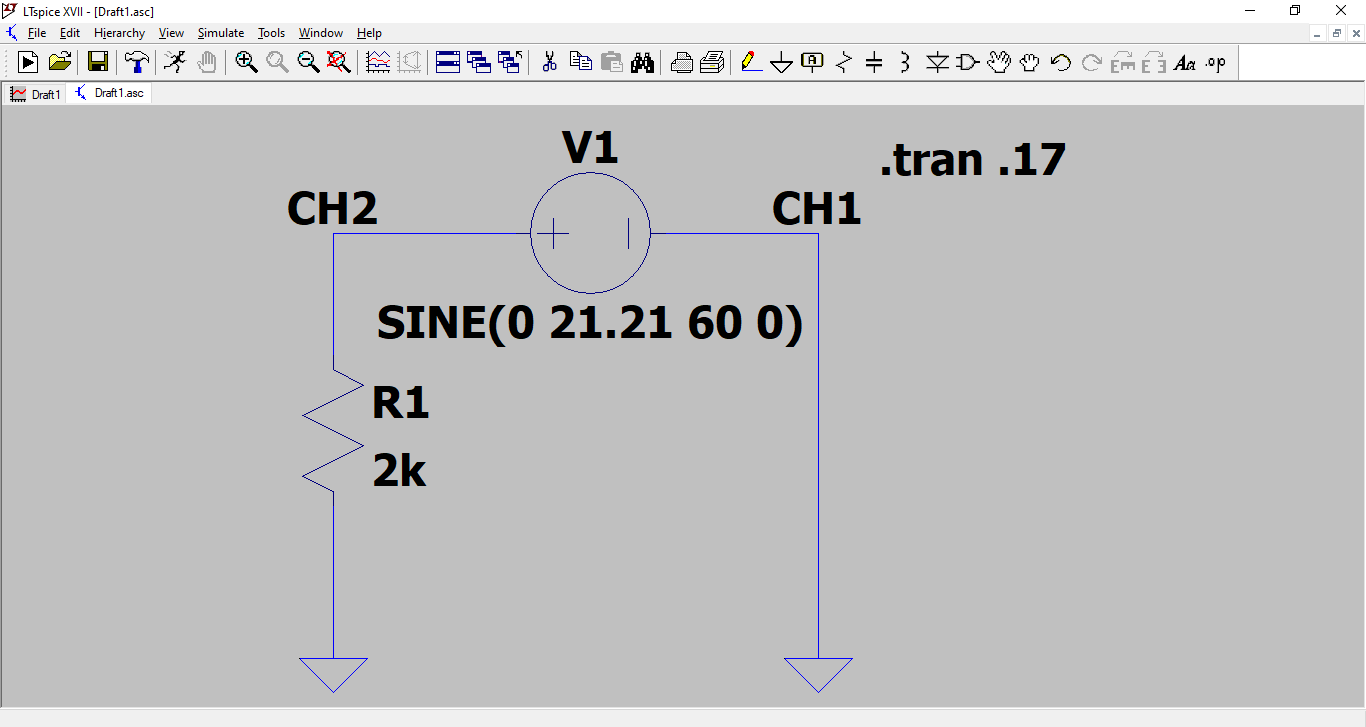 LTspice XVII - [Draft1.asc]
File Edit Hierarchy View Simulate Tools Window Help
A Aa .op
Draft1 Draft1.asc
V1
.tran .17
CH2
CH1
SINE(0 21.21 60 0)
R1
2k